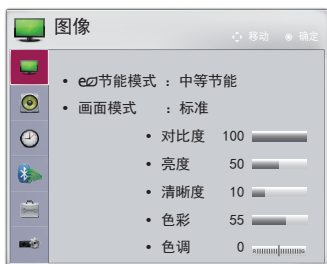 图像
移动 确定
• e节能模式 : 中等节能
• 画面模式 : 标准
• 对比度 100
• 亮度 50
• 清晰度 10
• 色彩 55
• 色调 0